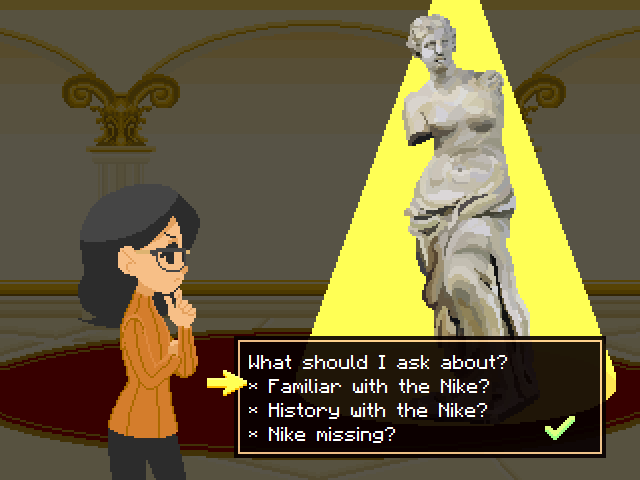 What should I ask about?
× Familiar with the Nike?
× History with the Nike?
× Nike missing?